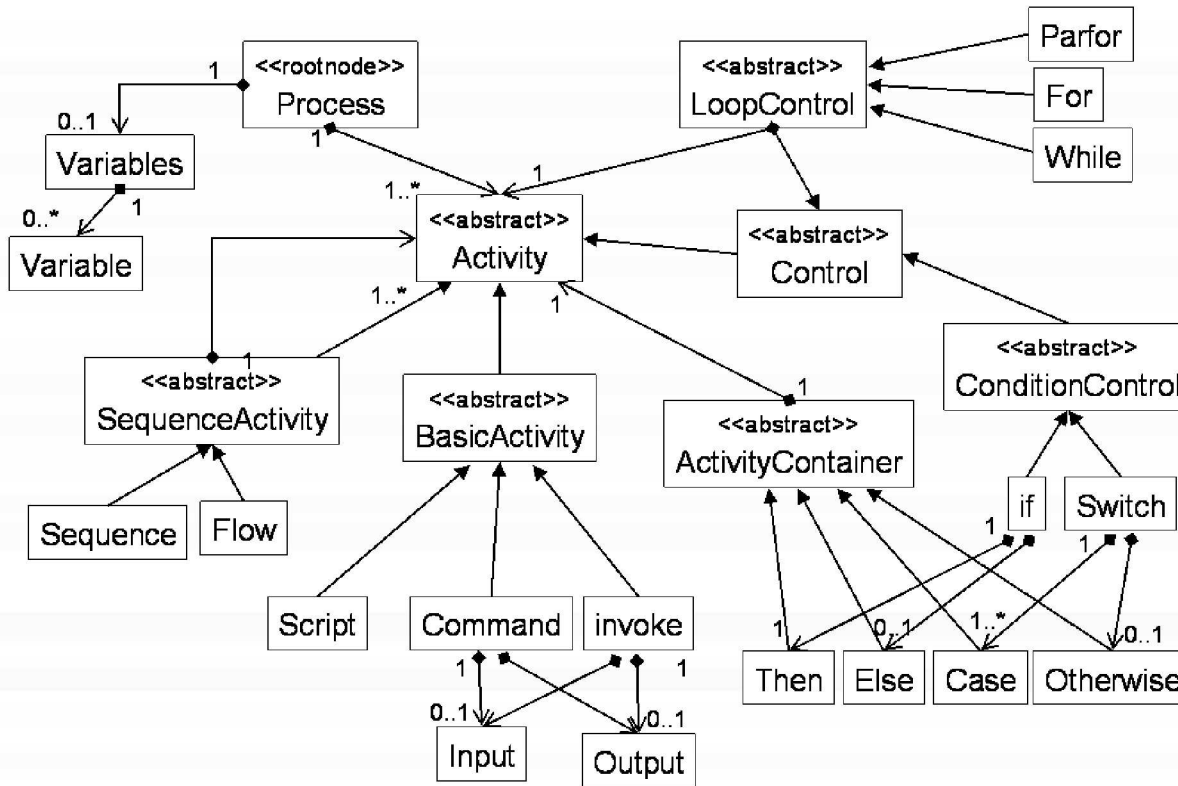 Parfor
<<rootnode>>
Process
<<abstract>>
LoopControl
1
For
0..1
Variables
1
1
While
0..*
1
1..*
Variable
<<abstract>>
Activity
<<abstract>>
Control
1..*
1
1
<<abstract>>
SequenceActivity
<<abstract>>
BasicActivity
1
<<abstract>>
ActivityContainer
<<abstract>>
ConditionControl
Sequence
Flow
if
Switch
1
1
Script
Command
invoke
1
0..1
1..*
0..1
1
1
Then
Else
Case
Otherwise
0..1
0..1
Input
Output